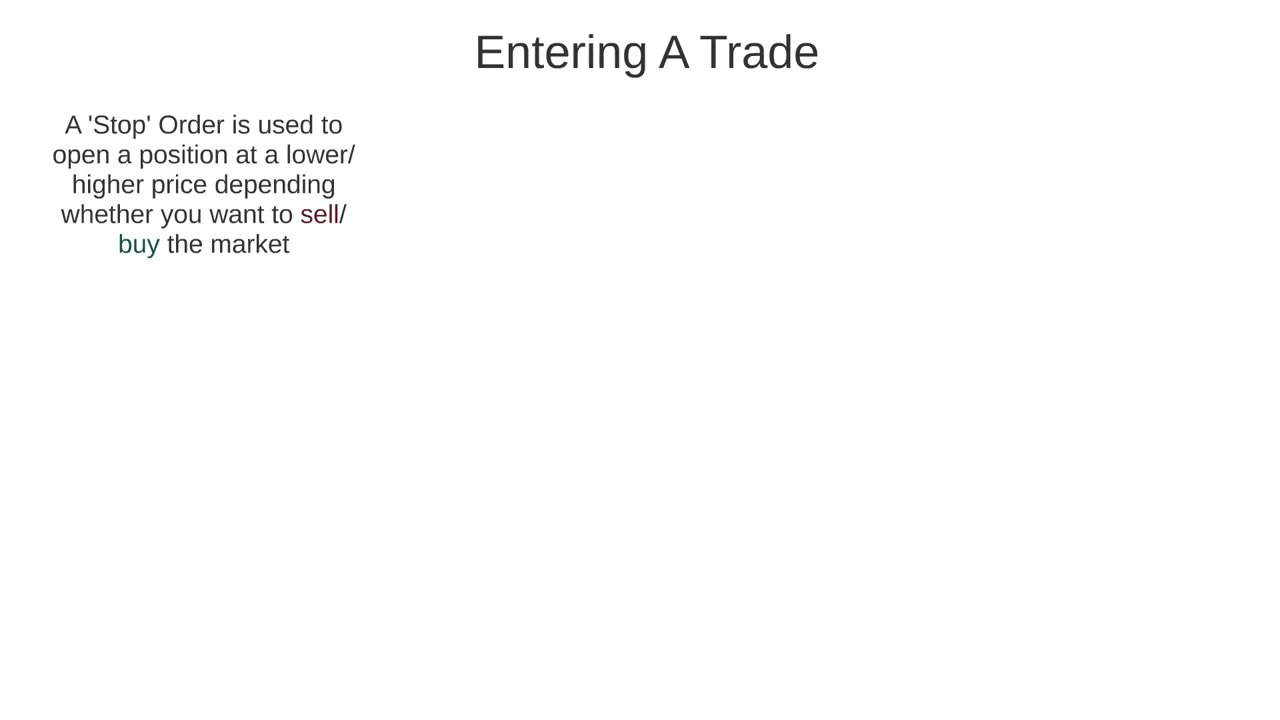 Entering A Trade
A 'Stop' Order is used to
open a position at a lower/
higher price depending
whether you want to sell/
buy the market